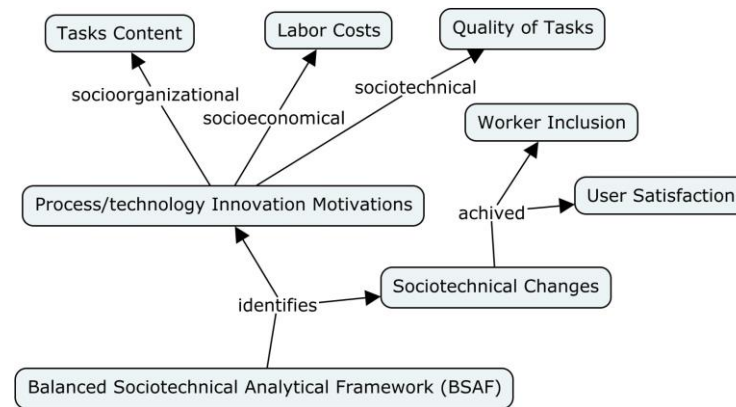 Tasks Content
Labor Costs
Quality of Tasks
socioorganizational
socioeconomical
sociotechnical
Worker Inclusion
Process/technology Innovation Motivations
achived
User Satisfaction
identifies
Sociotechnical Changes
Balanced Sociotechnical Analytical Framework (BSAF)